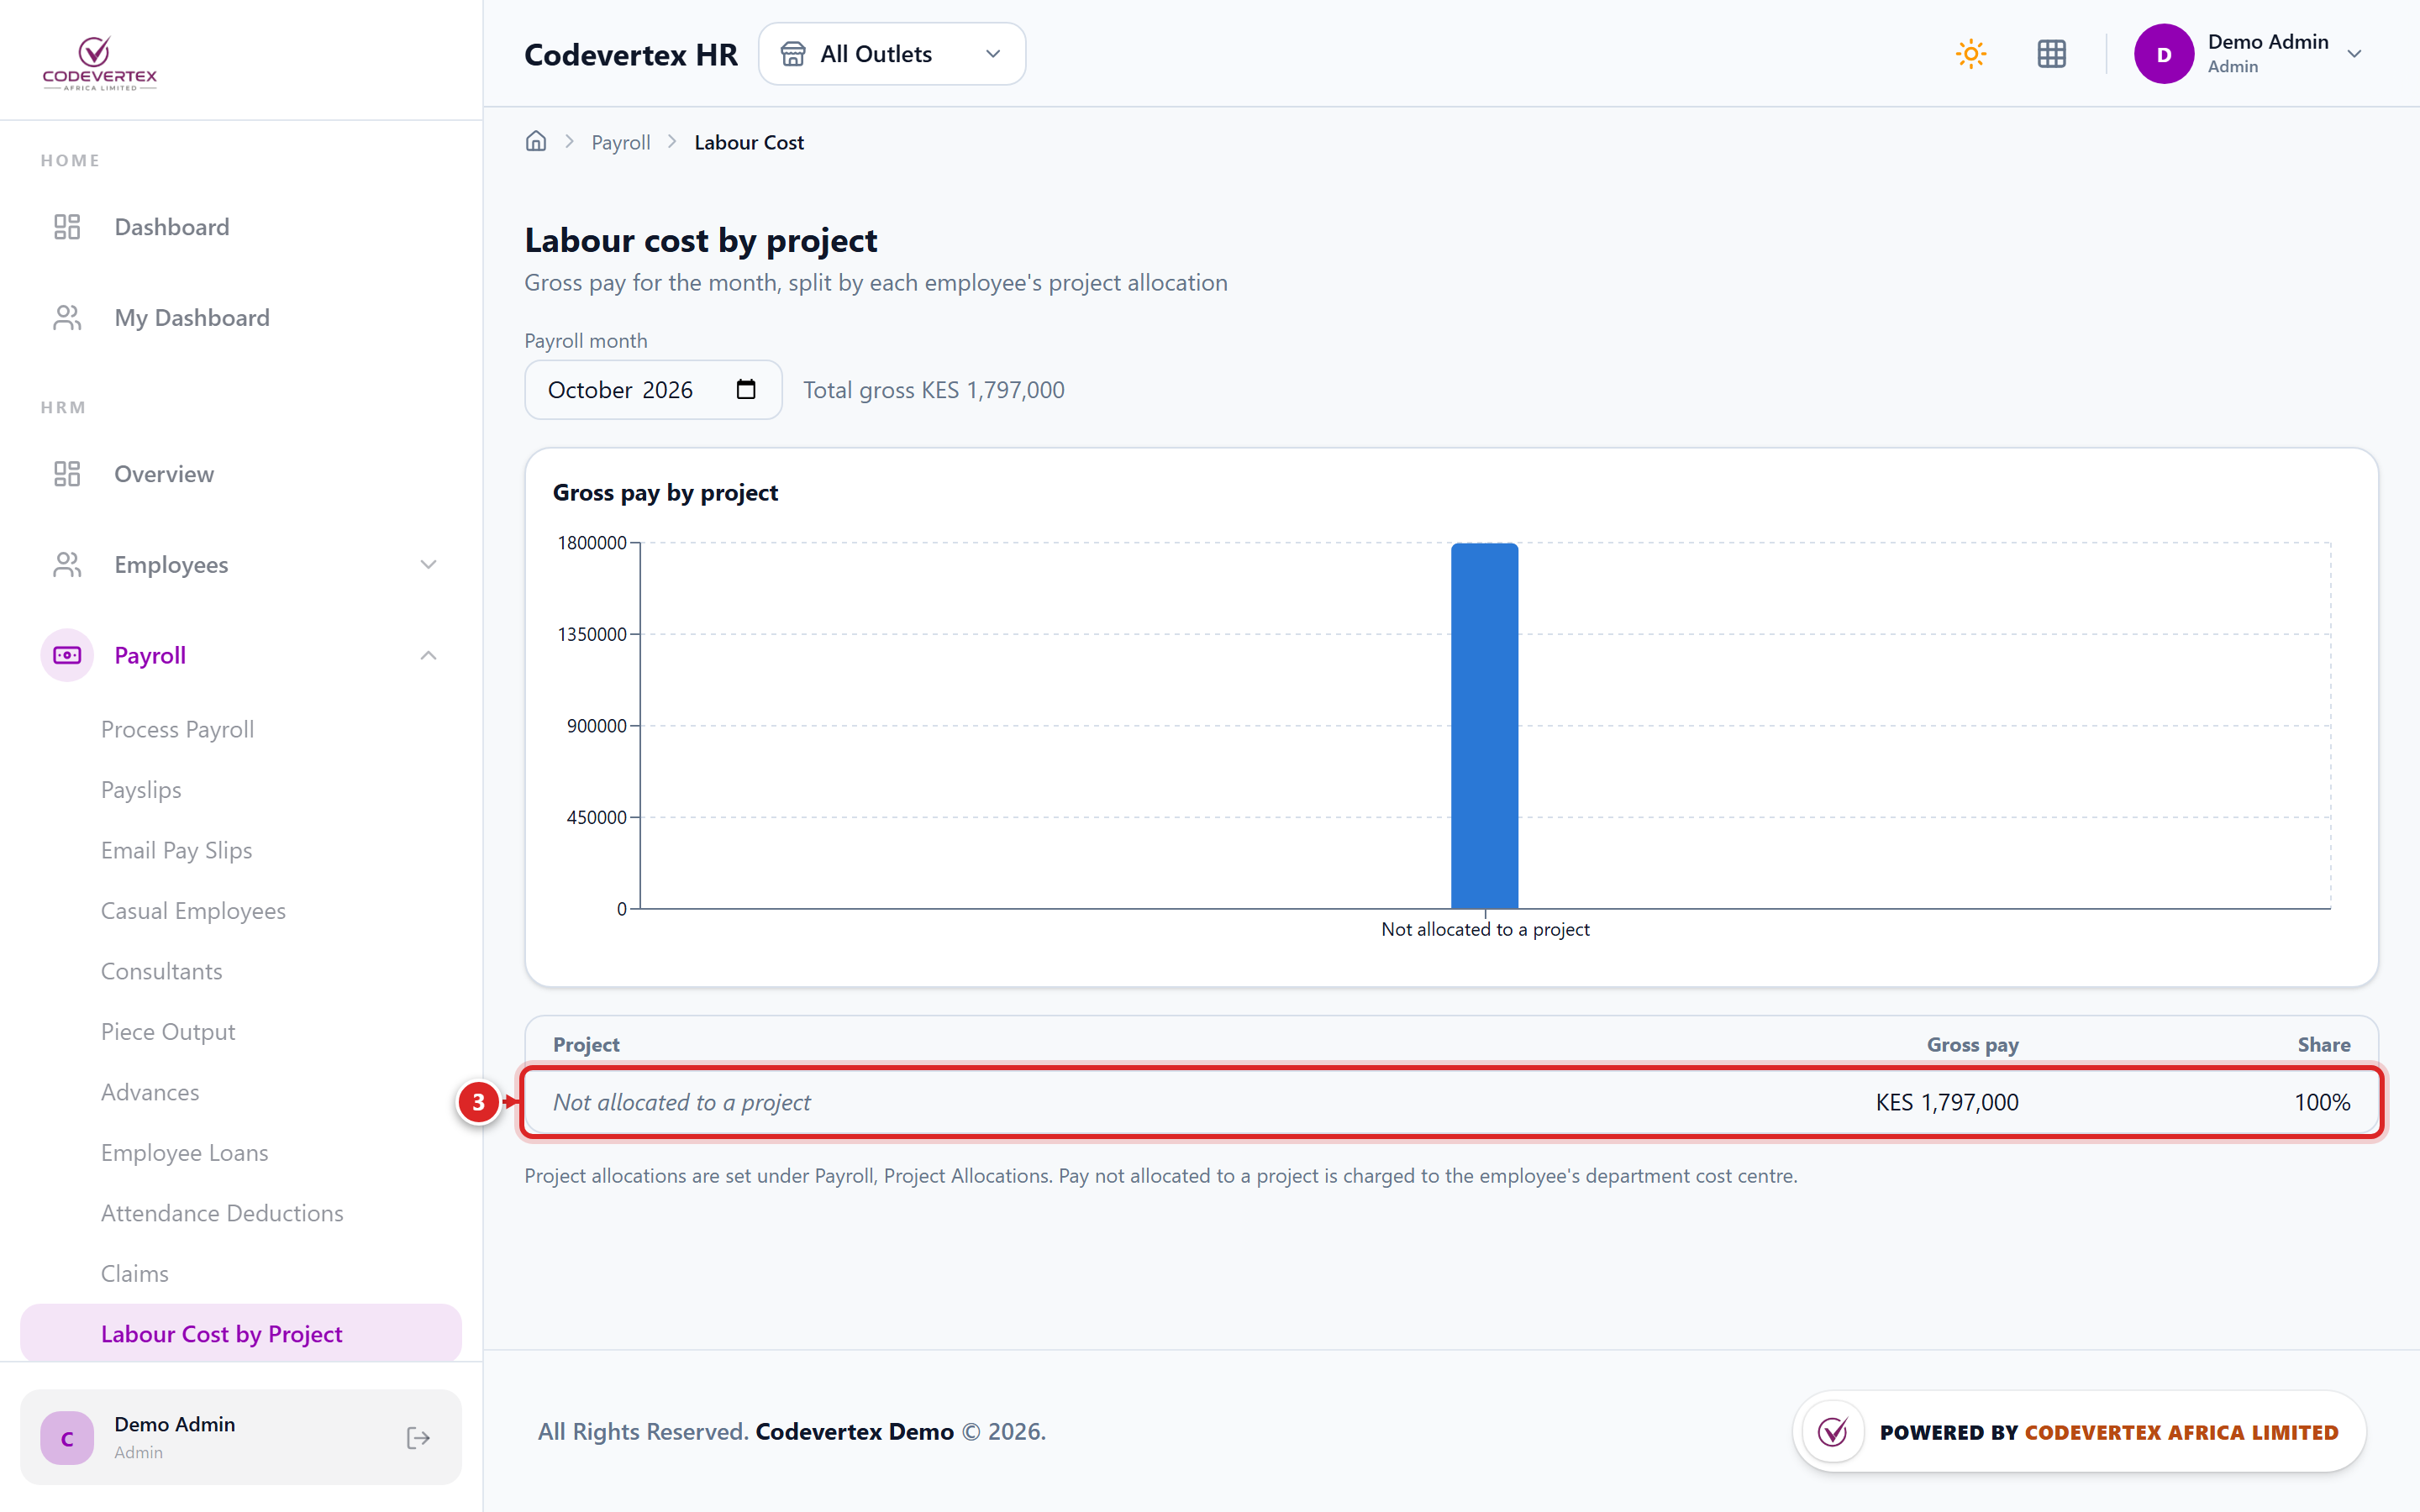 CODEVERTEX
AFRICA LIMITED
HOME
Dashboard
My Dashboard
HRM
Overview
Employees
Payroll
Process Payroll
Payslips
Email Pay Slips
Casual Employees
Consultants
Piece Output
Advances
Employee Loans
Attendance Deductions
Claims
Labour Cost by Project
C
Demo Admin
Admin
Codevertex HR
All Outlets
D
Demo Admin
Admin
Payroll
Labour Cost
Labour cost by project
Gross pay for the month, split by each employee's project allocation
Payroll month
October 2026
Total gross KES 1,797,000
Gross pay by project
1800000
1350000
900000
450000
0
Not allocated to a project
Project Gross pay Share
3
Not allocated to a project KES 1,797,000 100%
Project allocations are set under Payroll, Project Allocations. Pay not allocated to a project is charged to the employee's department cost centre.
All Rights Reserved. Codevertex Demo © 2026.
POWERED BY CODEVERTEX AFRICA LIMITED